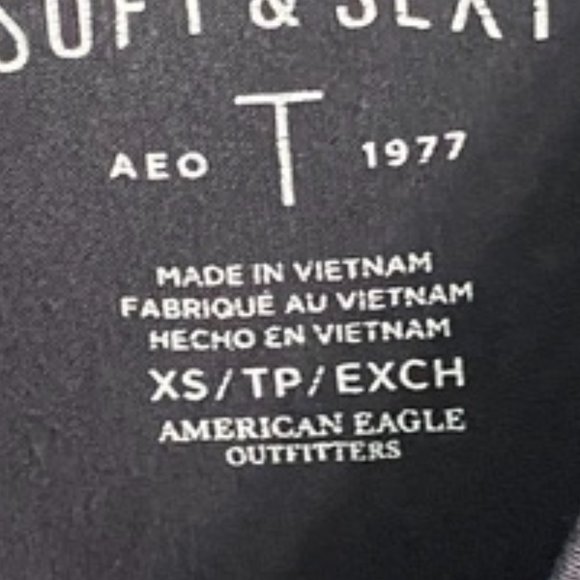 SOFT & SEXY
AEO T 1977
MADE IN VIETNAM
FABRIQUÉ AU VIETNAM
HECHO EN VIETNAM
XS/TP/EXCH
AMERICAN EAGLE
OUTFITTERS